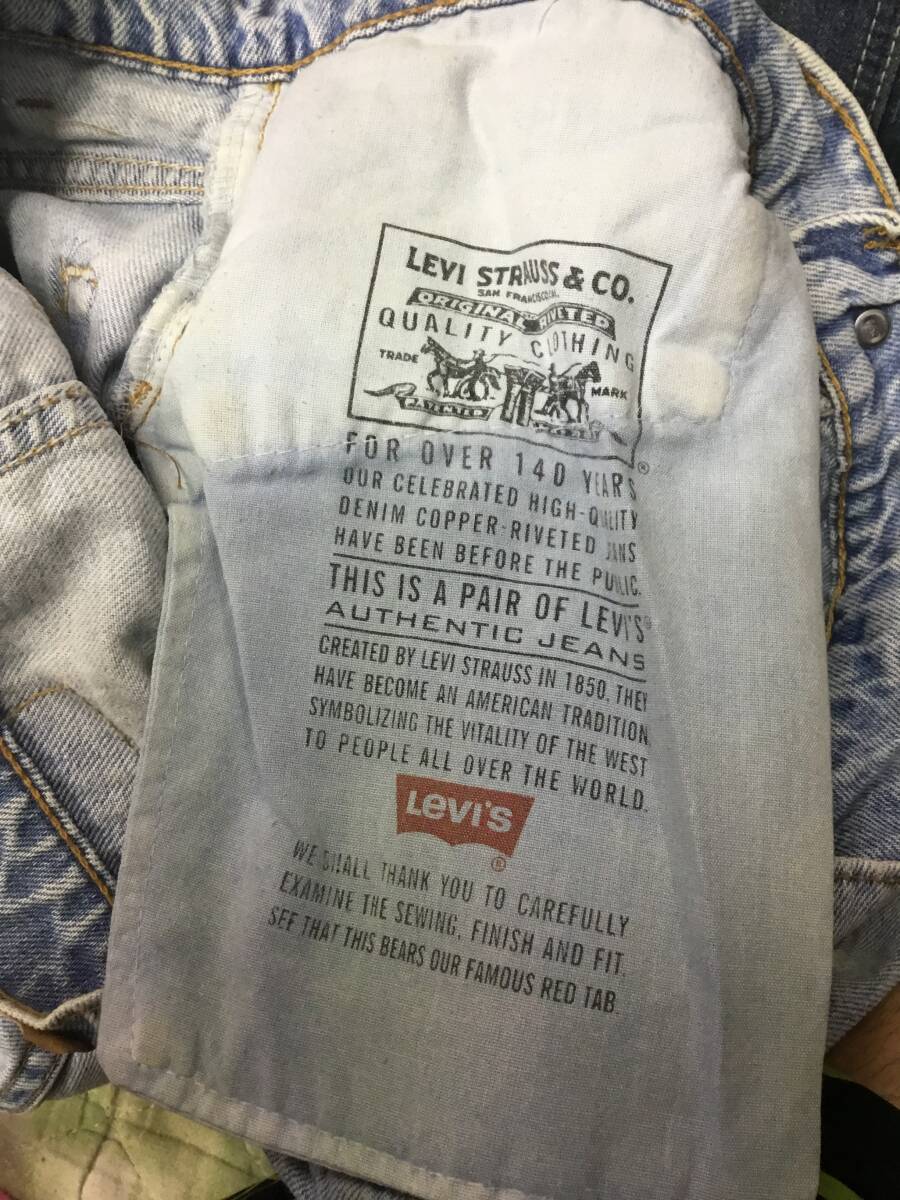 LEVI STRAUSS & CO.
SAN FRANCISCO, CAL.
ORIGINAL RIVETED
QUALITY CLOTHING
TRADE MARK
PATENTED
FOR OVER 140 YEARS
OUR CELEBRATED HIGH-QUALITY
DENIM COPPER-RIVETED JEANS
HAVE BEEN BEFORE THE PUBLIC.
THIS IS A PAIR OF LEVI'S®
AUTHENTIC JEANS
CREATED BY LEVI STRAUSS IN 1850, THEY
HAVE BECOME AN AMERICAN TRADITION,
SYMBOLIZING THE VITALITY OF THE WEST
TO PEOPLE ALL OVER THE WORLD.
LEVI'S
®
WE SHALL THANK YOU TO CAREFULLY
EXAMINE THE SEWING, FINISH AND FIT.
SEE THAT THIS BEARS OUR FAMOUS RED TAB.